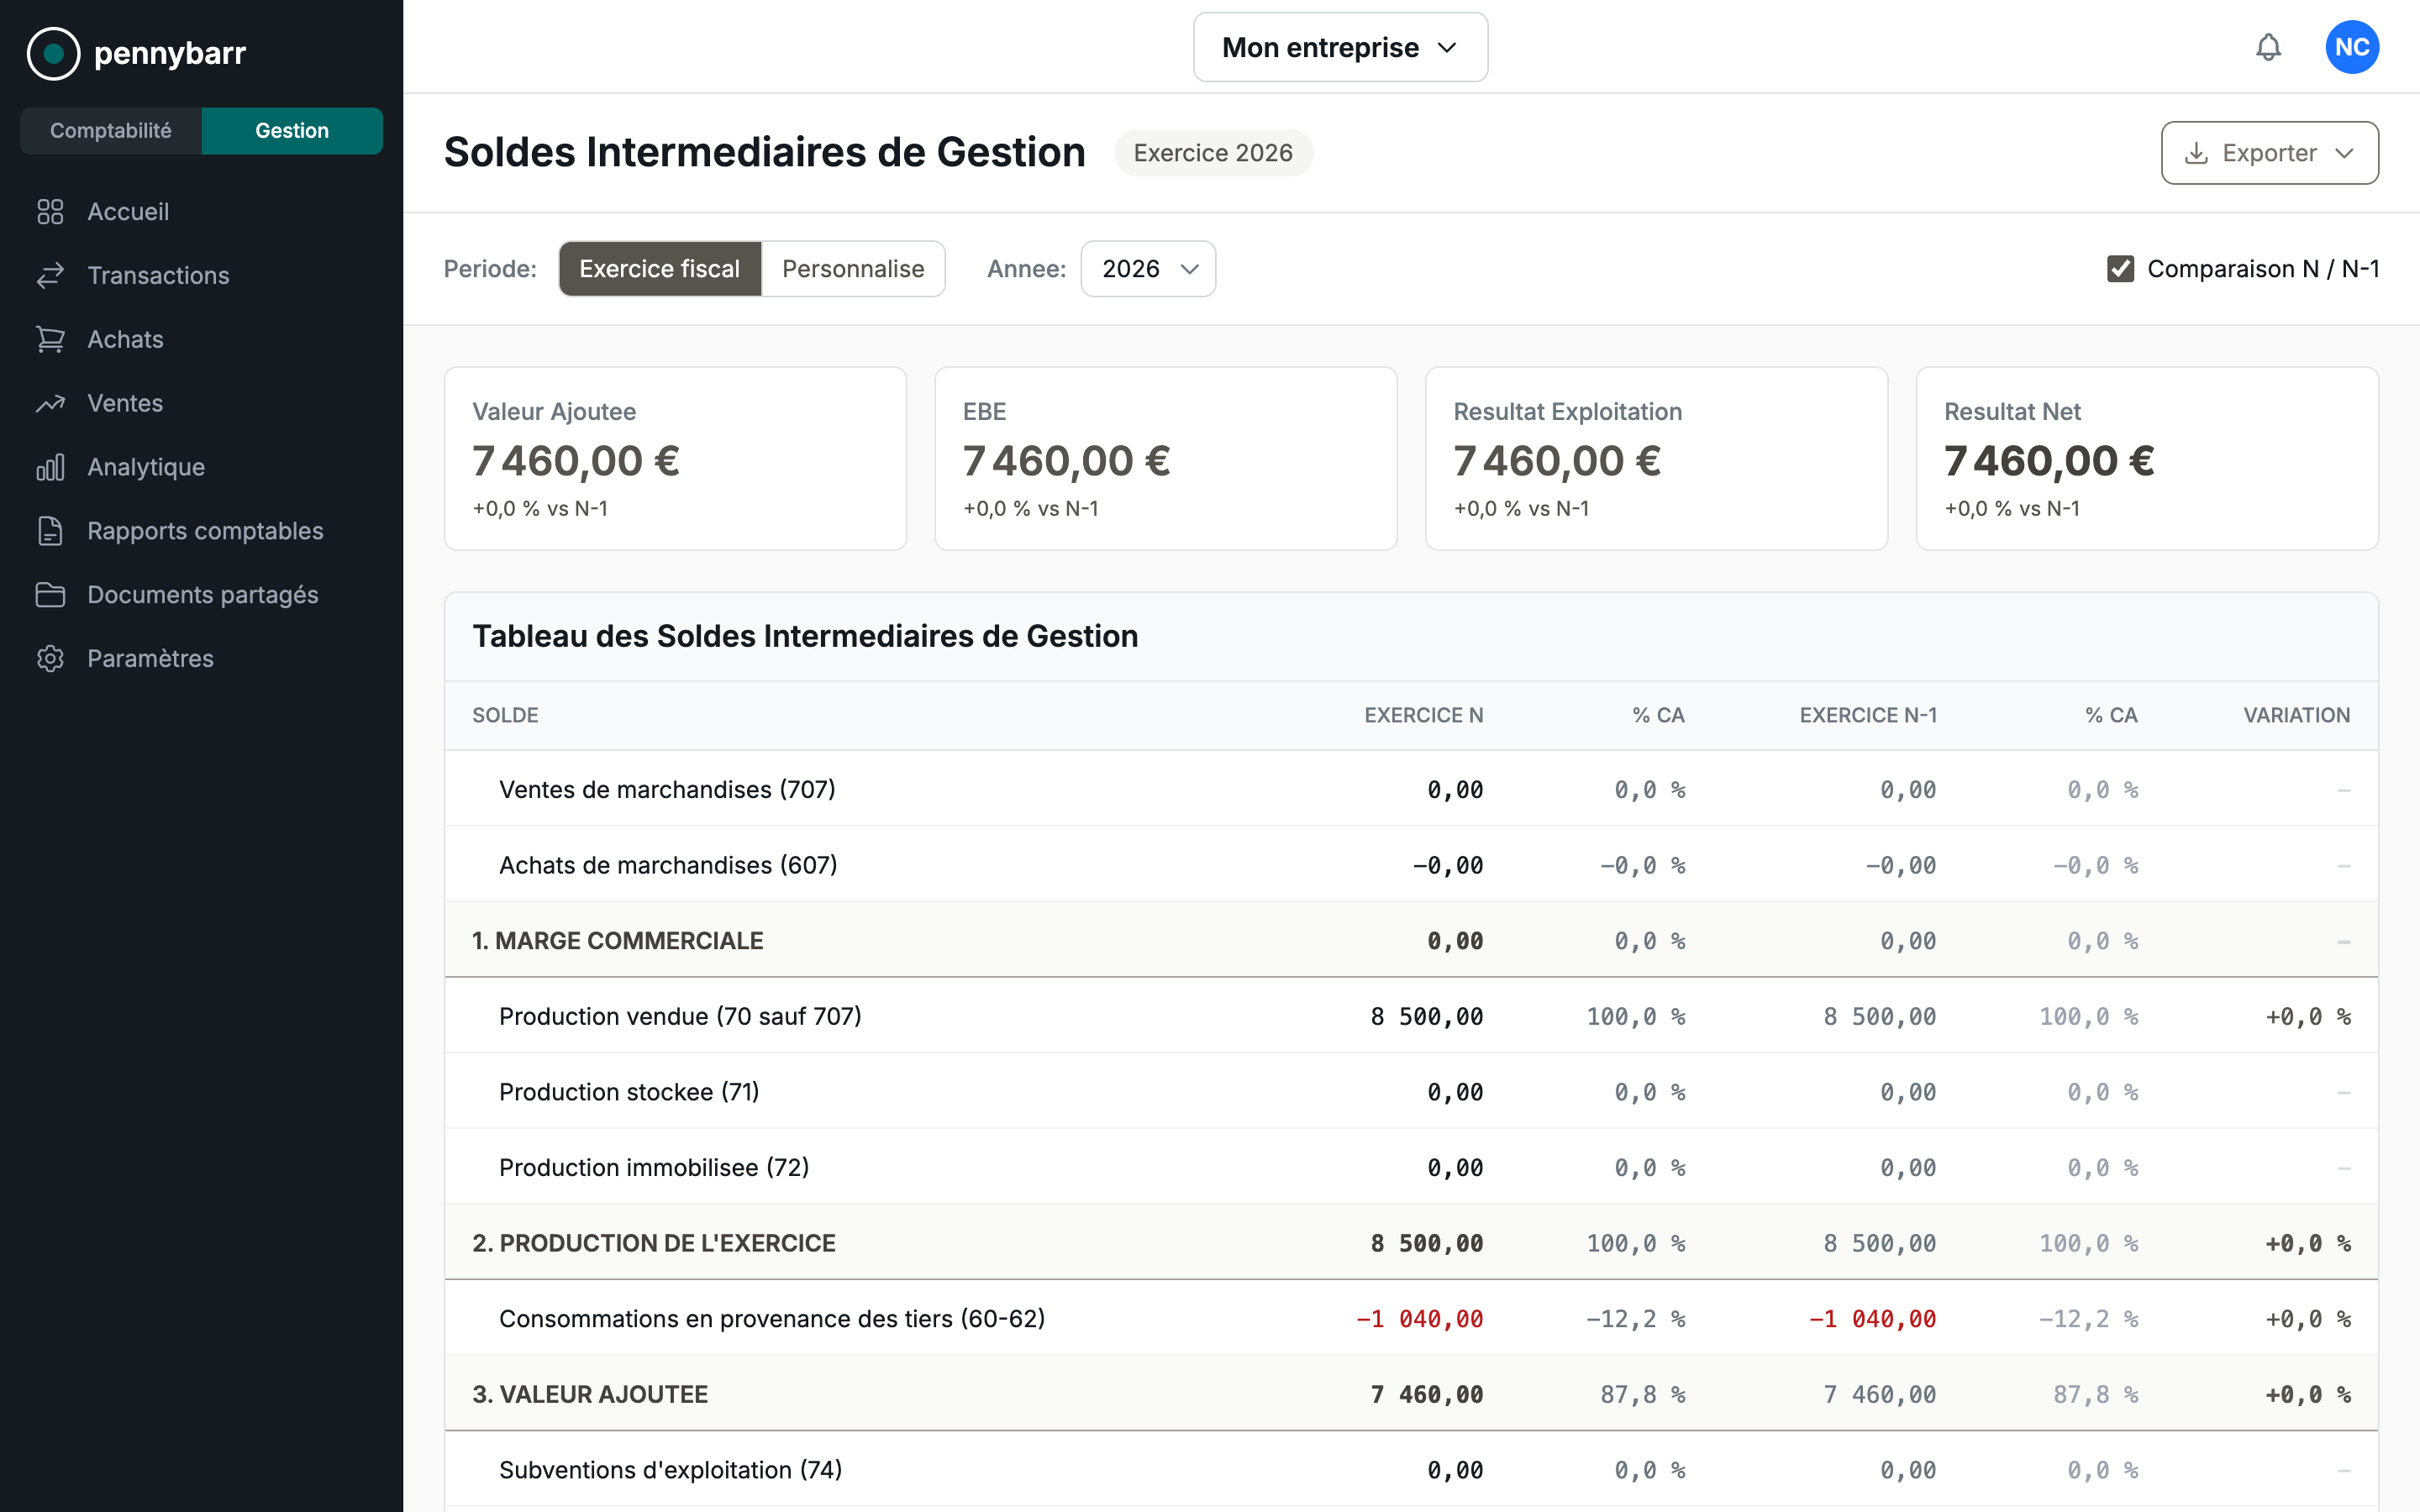 pennybarr
Comptabilité Gestion
Accueil
Transactions
Achats
Ventes
Analytique
Rapports comptables
Documents partagés
Paramètres
Mon entreprise
NC
Soldes Intermediaires de Gestion Exercice 2026 Exporter
Periode: Exercice fiscal Personnalise Annee: 2026 Comparaison N / N-1
Valeur Ajoutee
7 460,00 €
+0,0 % vs N-1
EBE
7 460,00 €
+0,0 % vs N-1
Resultat Exploitation
7 460,00 €
+0,0 % vs N-1
Resultat Net
7 460,00 €
+0,0 % vs N-1
Tableau des Soldes Intermediaires de Gestion
SOLDE EXERCICE N % CA EXERCICE N-1 % CA VARIATION
Ventes de marchandises (707) 0,00 0,0 % 0,00 0,0 % –
Achats de marchandises (607) −0,00 −0,0 % −0,00 −0,0 % –
1. MARGE COMMERCIALE 0,00 0,0 % 0,00 0,0 % –
Production vendue (70 sauf 707) 8 500,00 100,0 % 8 500,00 100,0 % +0,0 %
Production stockee (71) 0,00 0,0 % 0,00 0,0 % –
Production immobilisee (72) 0,00 0,0 % 0,00 0,0 % –
2. PRODUCTION DE L'EXERCICE 8 500,00 100,0 % 8 500,00 100,0 % +0,0 %
Consommations en provenance des tiers (60-62) −1 040,00 −12,2 % −1 040,00 −12,2 % +0,0 %
3. VALEUR AJOUTEE 7 460,00 87,8 % 7 460,00 87,8 % +0,0 %
Subventions d'exploitation (74) 0,00 0,0 % 0,00 0,0 % –